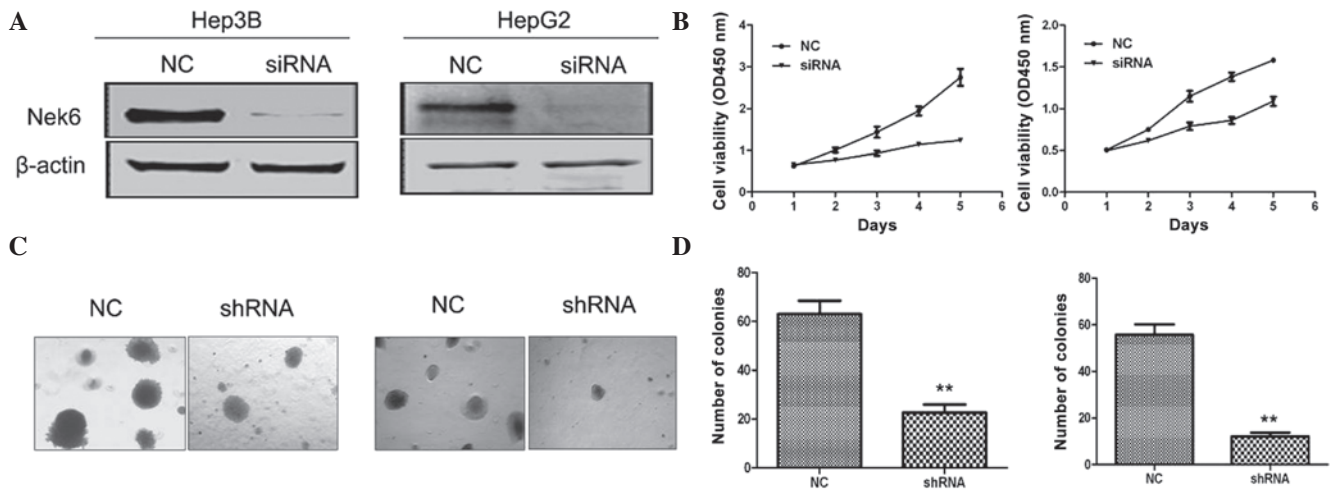 A
Hep3B
HepG2
NC siRNA
NC siRNA
Nek6
β-actin
B
Cell viability (OD450 nm)
4
3
2
1
0
NC
siRNA
0 1 2 3 4 5 6
Days
Cell viability (OD450 nm)
2.0
1.5
1.0
0.5
0.0
NC
siRNA
0 1 2 3 4 5 6
Days
C
NC shRNA
NC shRNA
D
Number of colonies
80
60
40
20
0
**
NC shRNA
Number of colonies
80
60
40
20
0
**
NC shRNA